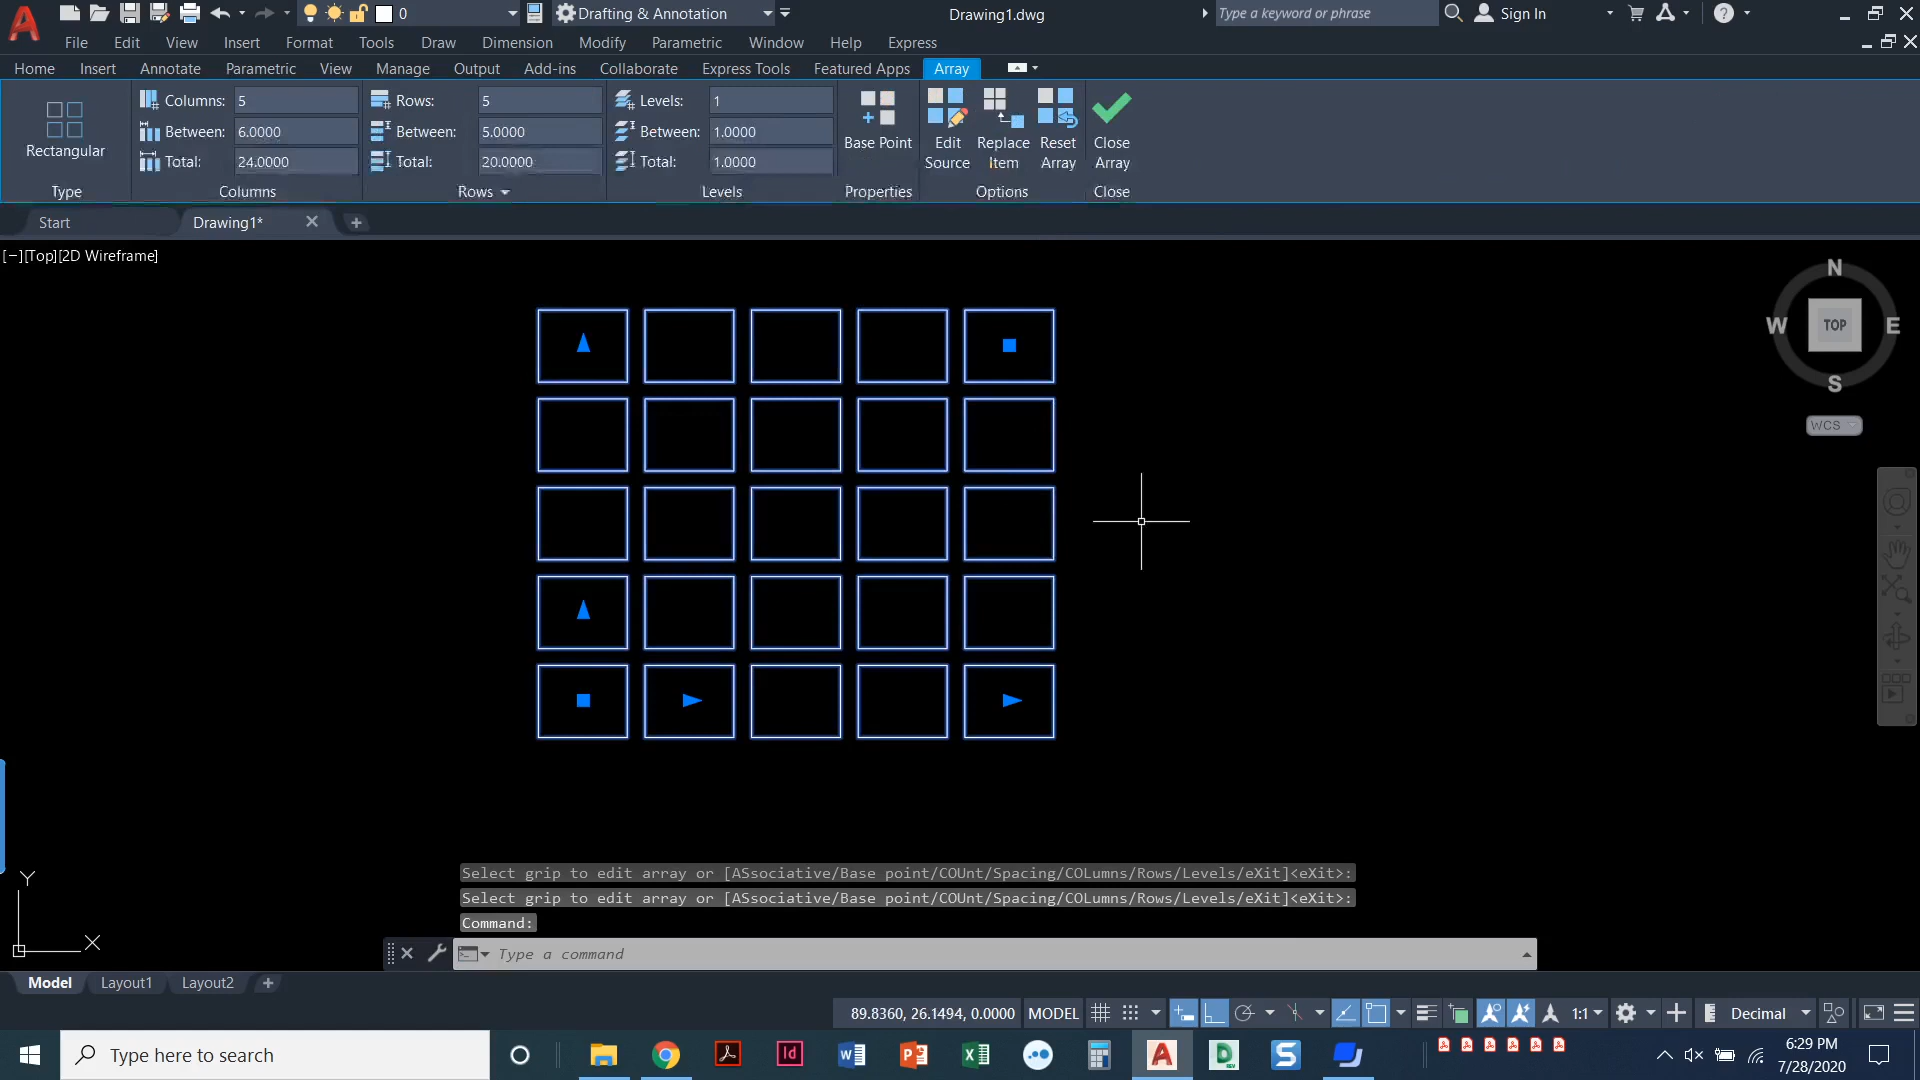 0
Drafting & Annotation
Drawing1.dwg
Type a keyword or phrase
Sign In
File Edit View Insert Format Tools Draw Dimension Modify Parametric Window Help Express
Home Insert Annotate Parametric View Manage Output Add-ins Collaborate Express Tools Featured Apps Array
Columns: 5 Rows: 5 Levels: 1
Between: 6.0000 Between: 5.0000 Between: 1.0000
Total: 24.0000 Total: 20.0000 Total: 1.0000
Rectangular
Base Point
Edit Source
Replace Item
Reset Array
Close Array
Type Columns Rows Levels Properties Options Close
Start Drawing1*
[−][Top][2D Wireframe]
N
W TOP E
S
WCS
Select grip to edit array or [ASsociative/Base point/COUnt/Spacing/COLumns/Rows/Levels/eXit]<eXit>:
Select grip to edit array or [ASsociative/Base point/COUnt/Spacing/COLumns/Rows/Levels/eXit]<eXit>:
Command:
Y
X
Type a command
Model Layout1 Layout2
89.8360, 26.1494, 0.0000 MODEL 1:1 Decimal
Type here to search
6:29 PM
7/28/2020